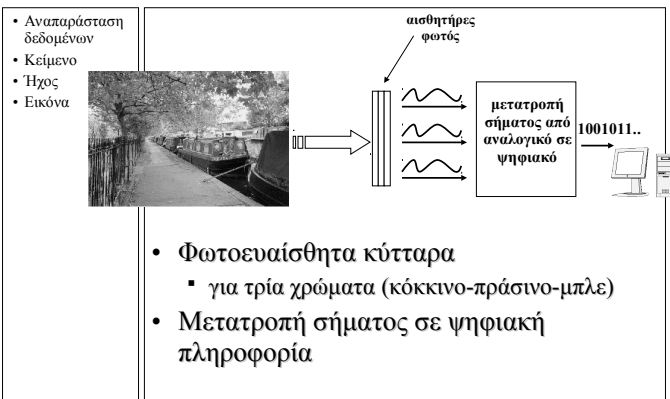 • Αναπαράσταση
δεδομένων
• Κείμενο
• Ήχος
• Εικόνα
αισθητήρες
φωτός
μετατροπή
σήματος από
αναλογικό σε
ψηφιακό
1001011..
• Φωτοευαίσθητα κύτταρα
▪ για τρία χρώματα (κόκκινο-πράσινο-μπλε)
• Μετατροπή σήματος σε ψηφιακή
πληροφορία